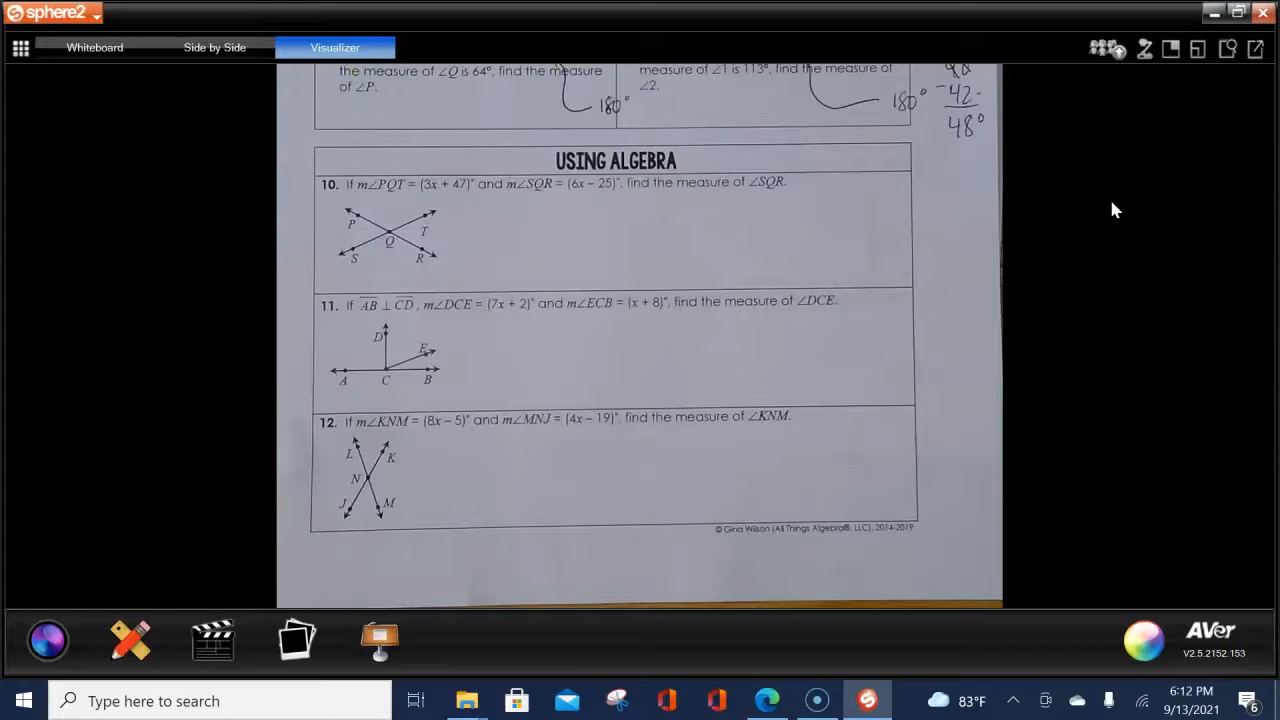 sphere2
Whiteboard Side by Side Visualizer
the measure of ∠Q is 64°, find the measure
of ∠P.
180°
measure of ∠1 is 113°, find the measure of
∠2.
180°
-42
48°
USING ALGEBRA
10. If m∠PQT = (3x + 47)° and m∠SQR = (6x – 25)°, find the measure of ∠SQR.
P
T
Q
S
R
11. If AB ⊥ CD, m∠DCE = (7x + 2)° and m∠ECB = (x + 8)°, find the measure of ∠DCE.
D
E
A C B
12. If m∠KNM = (8x – 5)° and m∠MNJ = (4x – 19)°, find the measure of ∠KNM.
L
K
N
J
M
© Gina Wilson (All Things Algebra®, LLC), 2014-2019
AVer
V2.5.2152.153
Type here to search
83°F
6:12 PM
9/13/2021
6